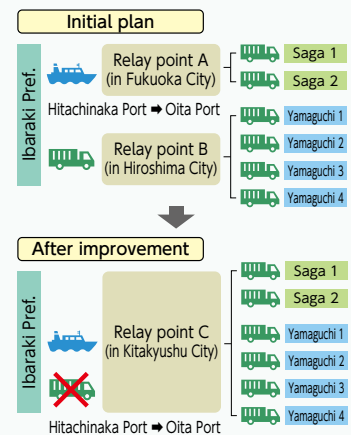 Initial plan
Ibaraki Pref.
Relay point A
(in Fukuoka City)
Saga 1
Saga 2
Hitachinaka Port ➡ Oita Port
Relay point B
(in Hiroshima City)
Yamaguchi 1
Yamaguchi 2
Yamaguchi 3
Yamaguchi 4
After improvement
Ibaraki Pref.
Relay point C
(in Kitakyushu City)
Saga 1
Saga 2
Yamaguchi 1
Yamaguchi 2
Yamaguchi 3
Yamaguchi 4
Hitachinaka Port ➡ Oita Port